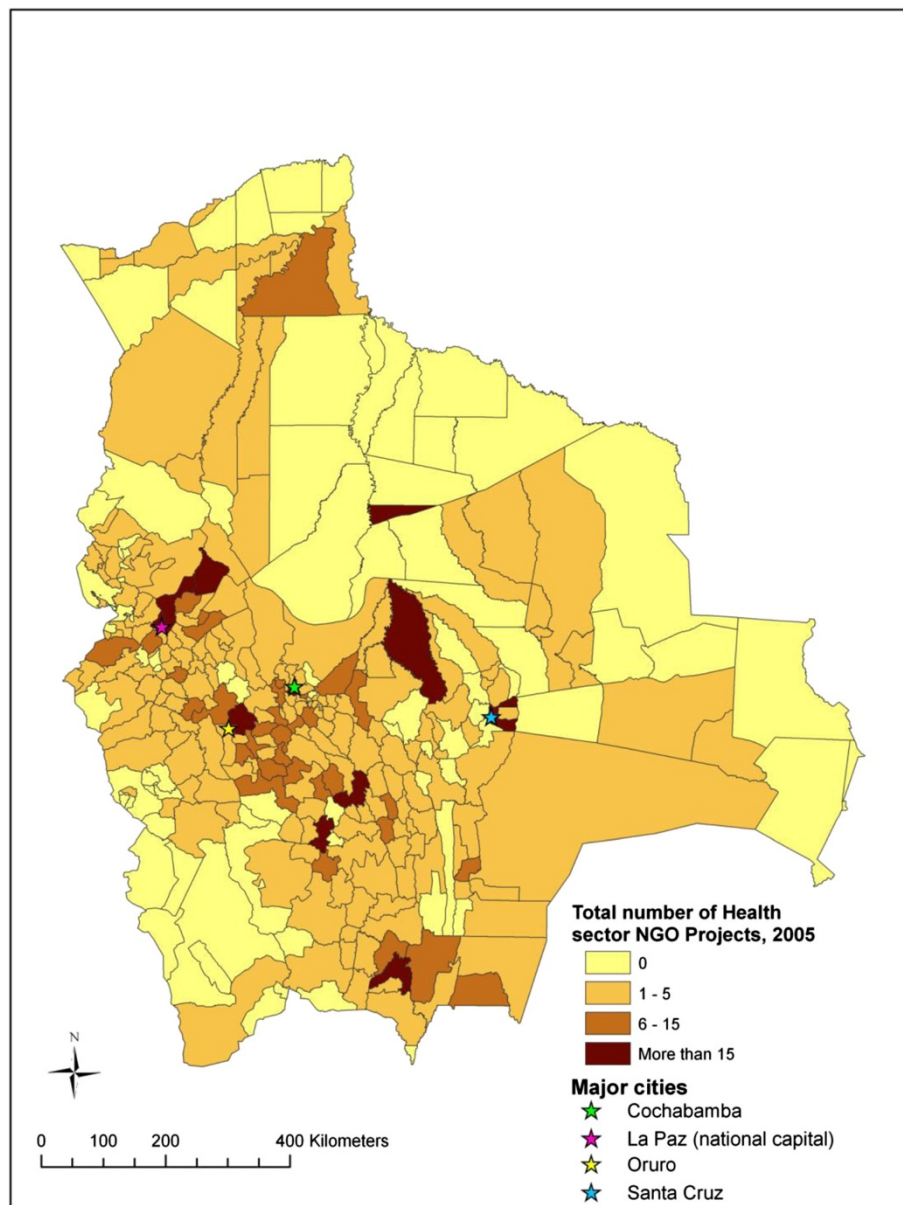 Total number of Health
sector NGO Projects, 2005
0
1 - 5
6 - 15
More than 15
Major cities
Cochabamba
La Paz (national capital)
Oruro
Santa Cruz
N
0 100 200 400 Kilometers